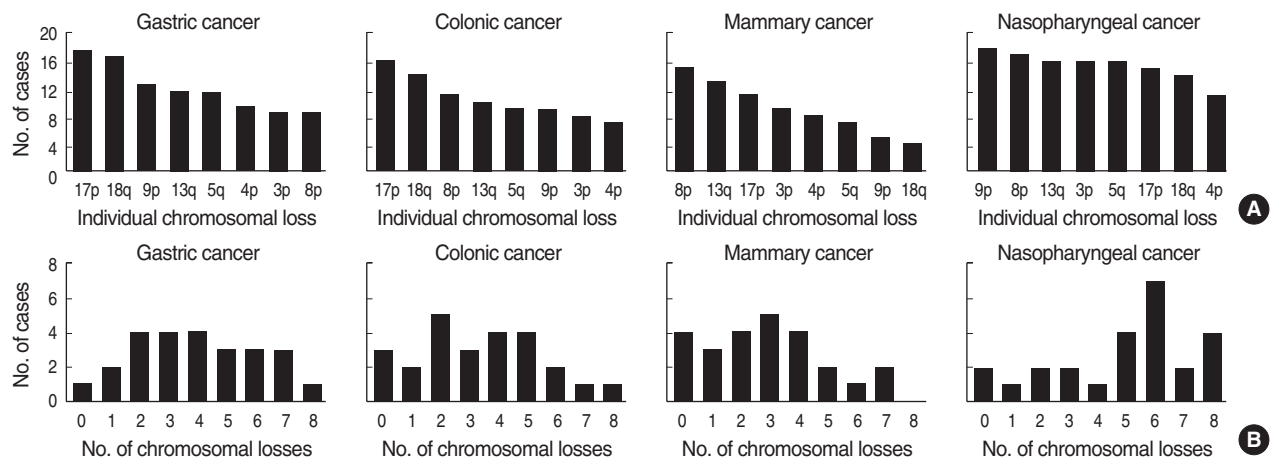 Gastric cancer Colonic cancer Mammary cancer Nasopharyngeal cancer
No. of cases
20
16
12
8
4
0
17p 18q 9p 13q 5q 4p 3p 8p 17p 18q 8p 13q 5q 9p 3p 4p 8p 13q 17p 3p 4p 5q 9p 18q 9p 8p 13q 3p 5q 17p 18q 4p
Individual chromosomal loss Individual chromosomal loss Individual chromosomal loss Individual chromosomal loss
A
Gastric cancer Colonic cancer Mammary cancer Nasopharyngeal cancer
No. of cases
8
6
4
2
0
0 1 2 3 4 5 6 7 8 0 1 2 3 4 5 6 7 8 0 1 2 3 4 5 6 7 8 0 1 2 3 4 5 6 7 8
No. of chromosomal losses No. of chromosomal losses No. of chromosomal losses No. of chromosomal losses
B